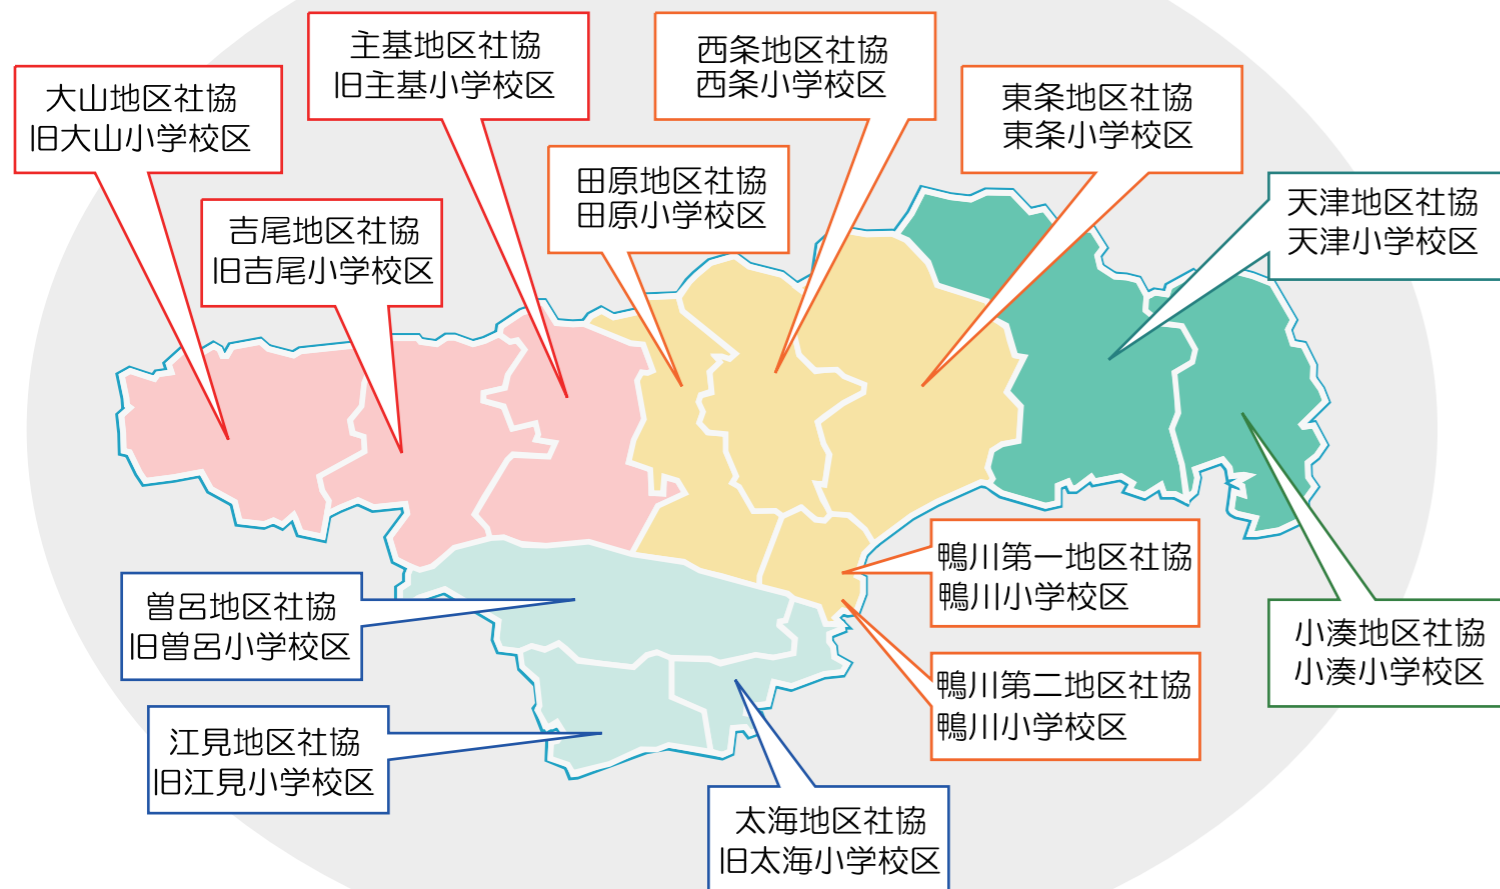 主基地区社協
旧主基小学校区
西条地区社協
西条小学校区
大山地区社協
旧大山小学校区
東条地区社協
東条小学校区
田原地区社協
田原小学校区
吉尾地区社協
旧吉尾小学校区
天津地区社協
天津小学校区
鴨川第一地区社協
鴨川小学校区
曽呂地区社協
旧曽呂小学校区
小湊地区社協
小湊小学校区
鴨川第二地区社協
鴨川小学校区
江見地区社協
旧江見小学校区
太海地区社協
旧太海小学校区